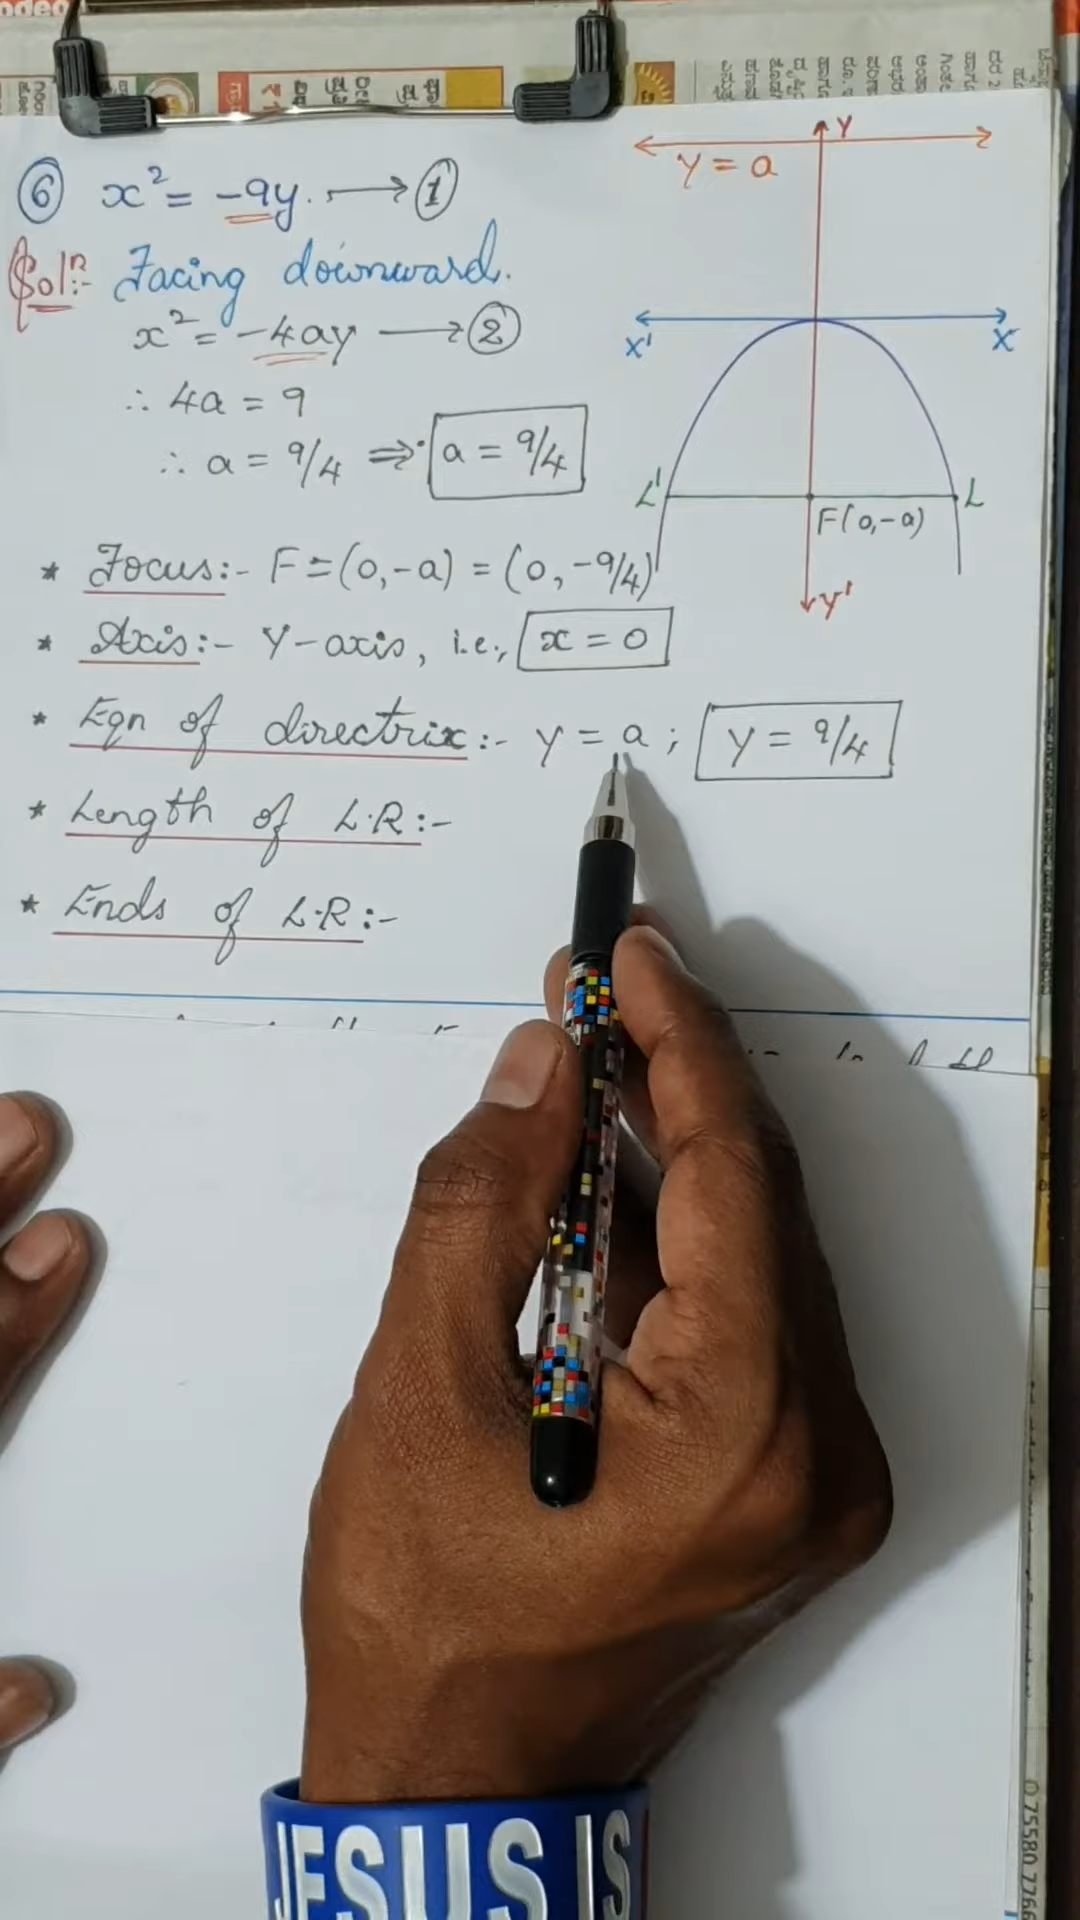 ⑥ x² = -9y. → ①
Solⁿ:- Facing downward.
x² = -4ay → ②
∴ 4a = 9
∴ a = 9/4 ⇒ a = 9/4
* Focus:- F = (0,-a) = (0, -9/4)
* Axis:- Y-axis, i.e., x = 0
* Eqn of directrix:- y = a ; y = 9/4
* Length of L.R:-
* Ends of L.R:-
Y
Y = a
X'
X
L'
L
F(0,-a)
Y'
JESUS IS